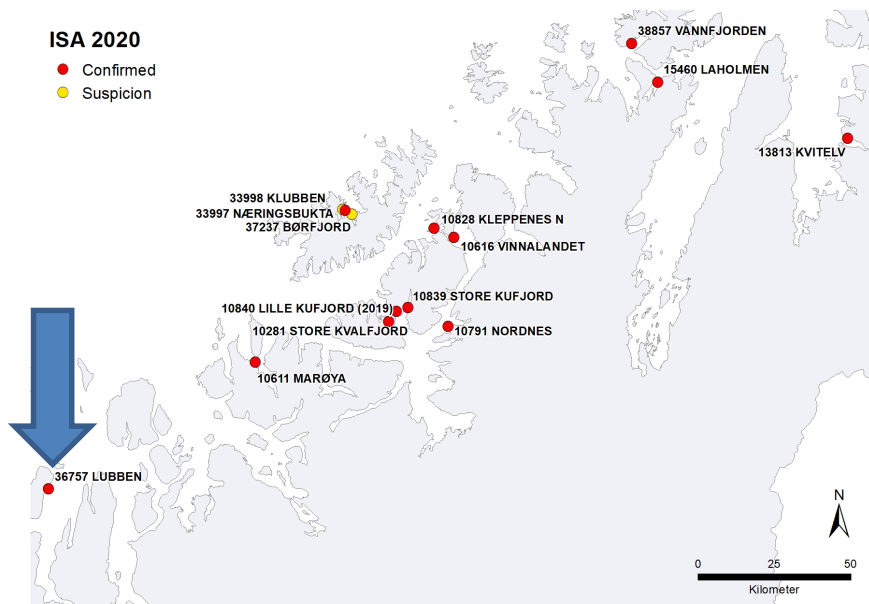 ISA 2020
Confirmed
Suspicion
38857 VANNFJORDEN
15460 LAHOLMEN
13813 KVITELV
33998 KLUBBEN
33997 NÆRINGSBUKTA
37237 BØRFJORD
10828 KLEPPENES N
10616 VINNALANDET
10840 LILLE KUFJORD (2019)
10839 STORE KUFJORD
10281 STORE KVALFJORD
10791 NORDNES
10611 MARØYA
36757 LUBBEN
N
0 25 50
Kilometer